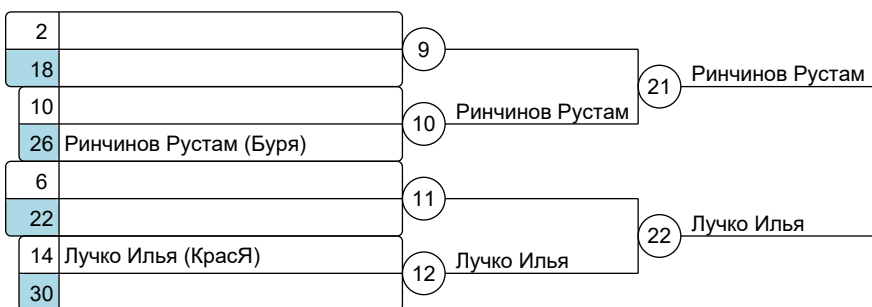 2
9
18
21 Ринчинов Рустам
10
10 Ринчинов Рустам
26 Ринчинов Рустам (Буря)
6
11
22
22 Лучко Илья
14 Лучко Илья (КрасЯ)
12 Лучко Илья
30